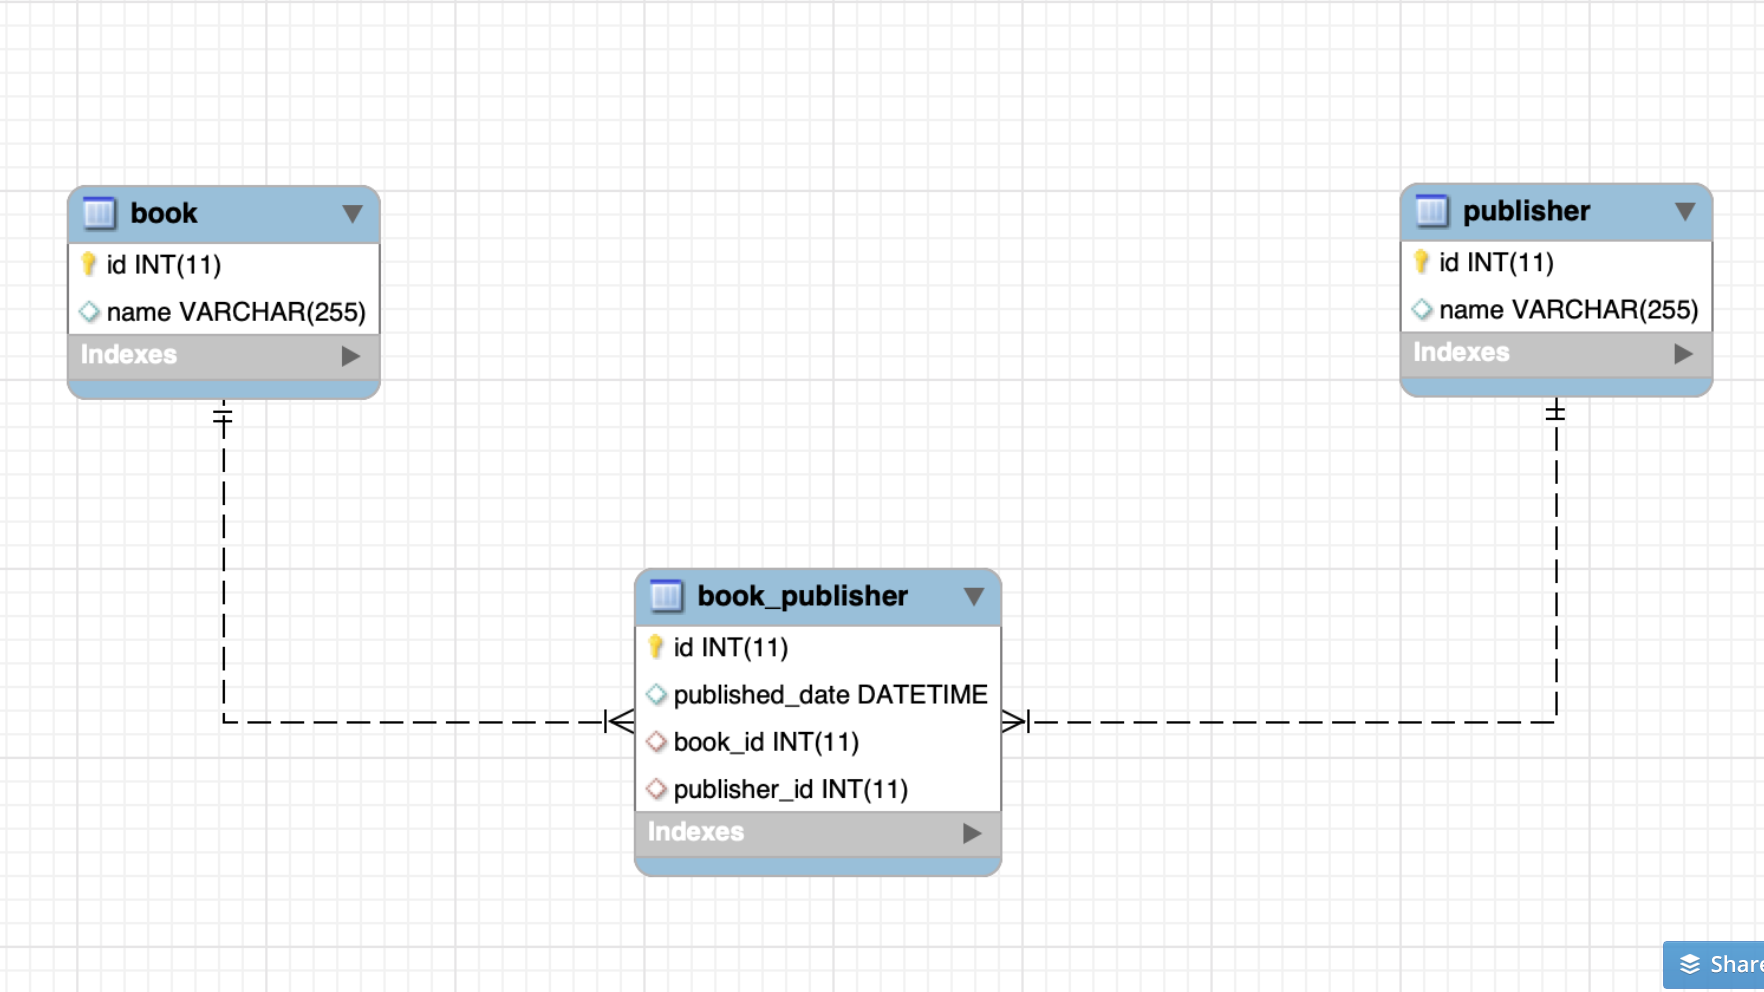 book
id INT(11)
name VARCHAR(255)
Indexes
publisher
id INT(11)
name VARCHAR(255)
Indexes
book_publisher
id INT(11)
published_date DATETIME
book_id INT(11)
publisher_id INT(11)
Indexes
Share